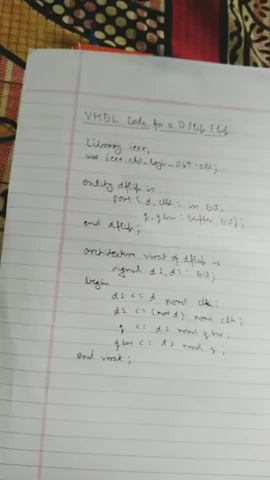 VHDL Code for a D flip flop
Library ieee;
use ieee.std_logic_1164.all;
entity dflip is
port (d, clk: in bit;
q, qbar: buffer bit);
end dflip;
architecture virat of dflip is
signal d1, d2: bit;
begin
d1 <= d nand clk;
d2 <= (not d) nand clk;
q <= d1 nand qbar;
qbar <= d2 nand q;
end virat;